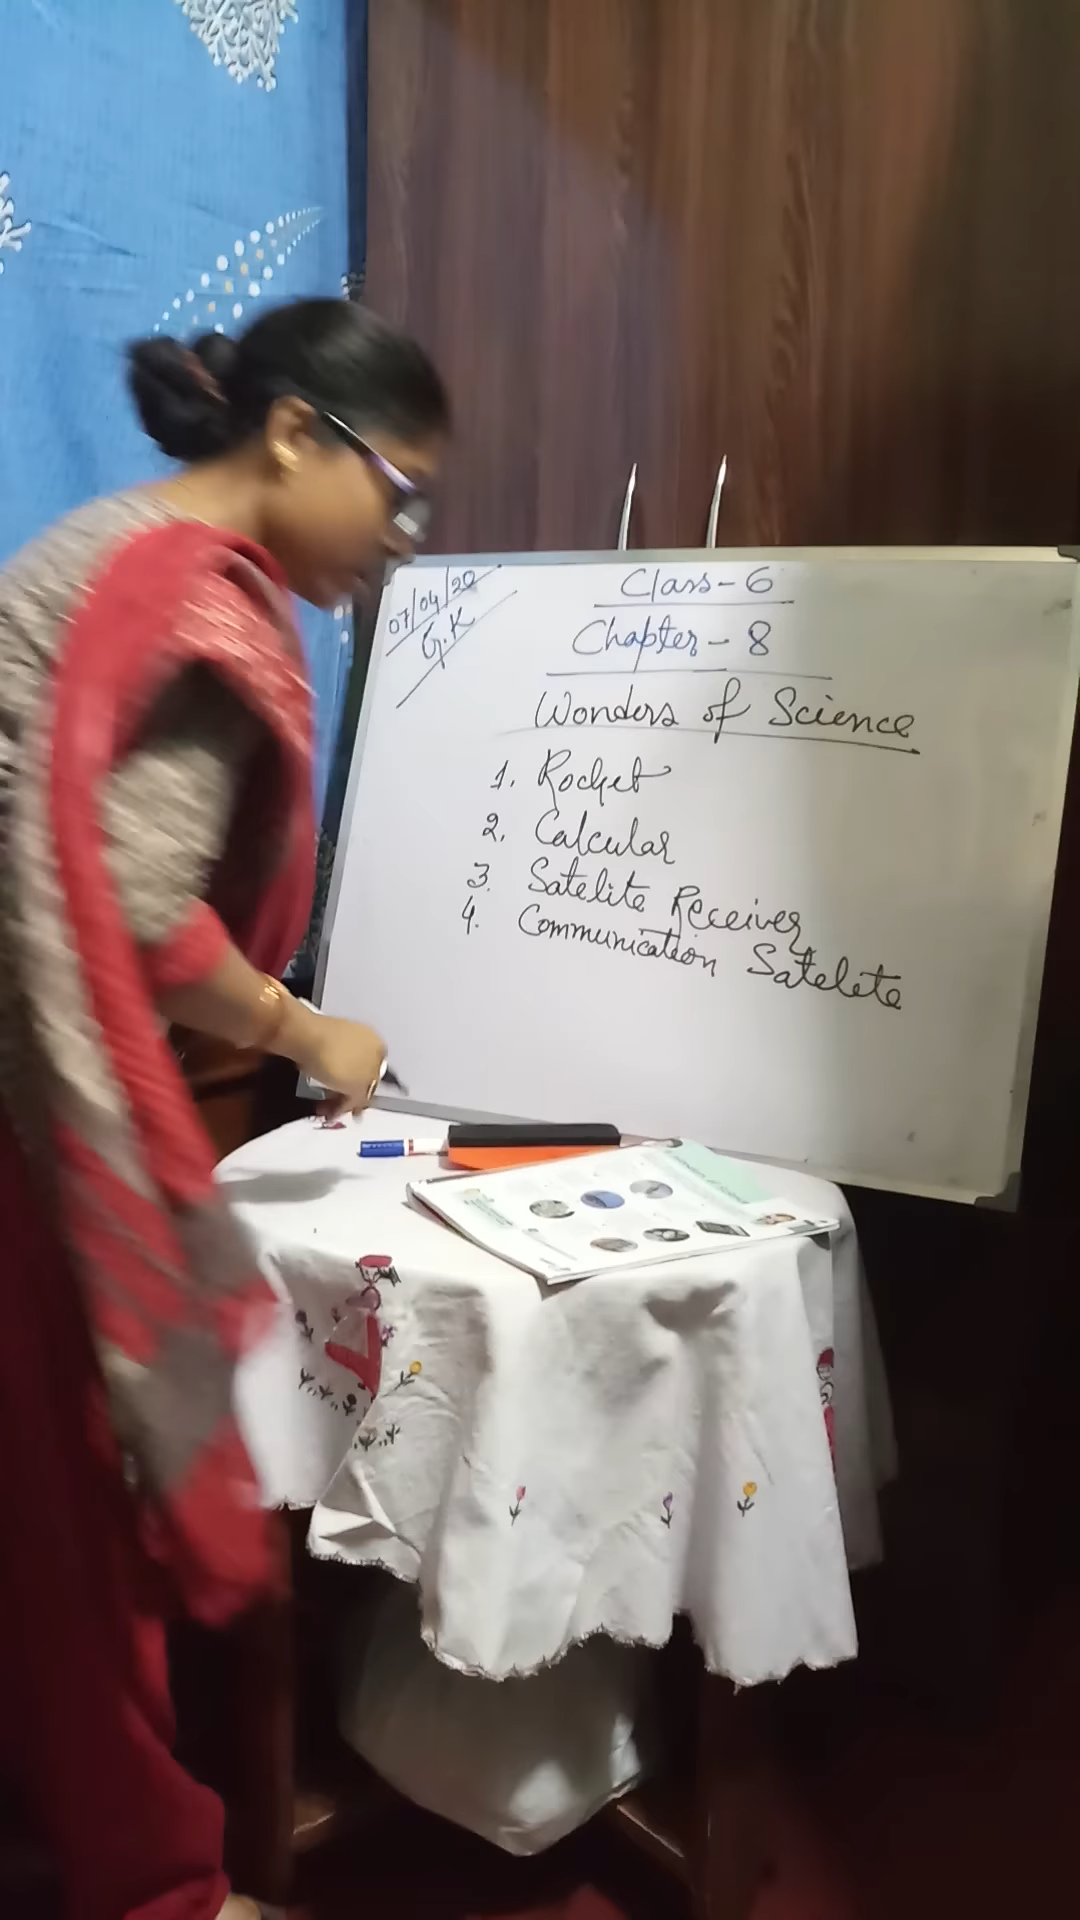 07/04/20
G.K
Class-6
Chapter-8
Wonders of Science
1. Rocket
2. Calcular
3. Satelite Receiver
4. Communication Satelete